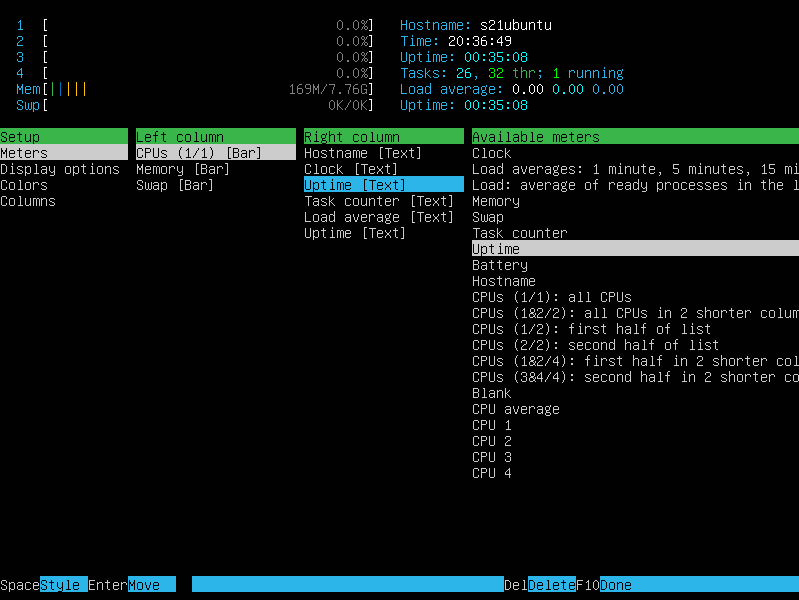 1 [ 0.0%] Hostname: s21ubuntu
2 [ 0.0%] Time: 20:36:49
3 [ 0.0%] Uptime: 00:35:08
4 [ 0.0%] Tasks: 26, 32 thr; 1 running
Mem[||||| 169M/7.76G] Load average: 0.00 0.00 0.00
Swp[ 0K/0K] Uptime: 00:35:08
Setup Left column Right column Available meters
Meters CPUs (1/1) [Bar] Hostname [Text] Clock
Display options Memory [Bar] Clock [Text] Load averages: 1 minute, 5 minutes, 15 mi
Colors Swap [Bar] Uptime [Text] Load: average of ready processes in the l
Columns Task counter [Text] Memory
Load average [Text] Swap
Uptime [Text] Task counter
Uptime
Battery
Hostname
CPUs (1/1): all CPUs
CPUs (1&2/2): all CPUs in 2 shorter colum
CPUs (1/2): first half of list
CPUs (2/2): second half of list
CPUs (1&2/4): first half in 2 shorter col
CPUs (3&4/4): second half in 2 shorter co
Blank
CPU average
CPU 1
CPU 2
CPU 3
CPU 4
SpaceStyle EnterMove DelDeleteF10Done